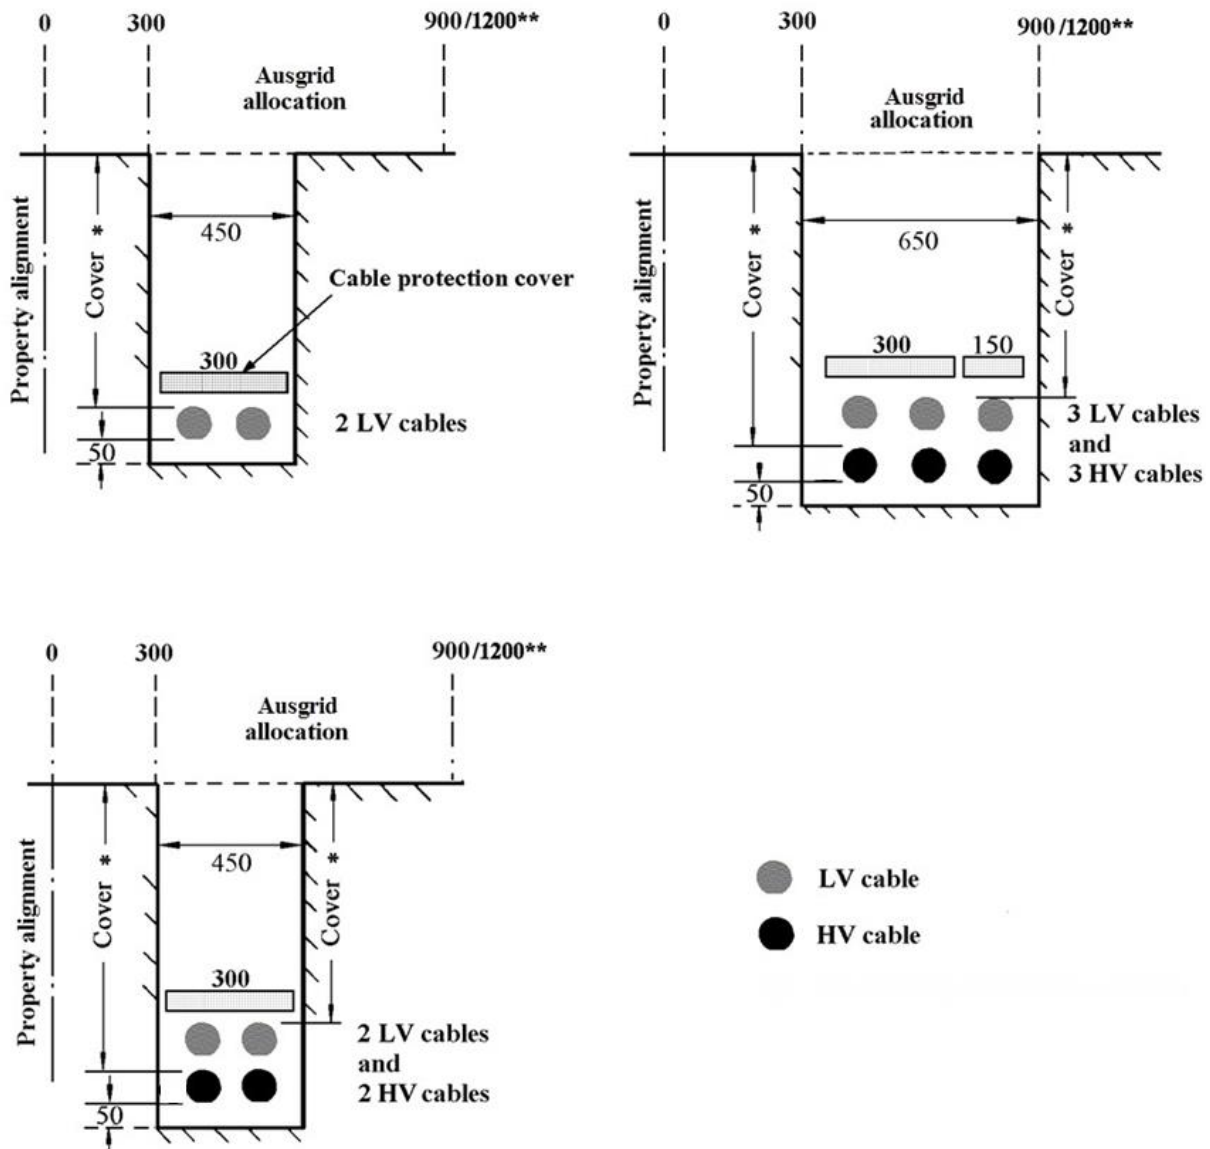 0 300 900/1200**
Ausgrid
allocation
Property alignment
Cover *
450
Cable protection cover
300
2 LV cables
50
0 300 900/1200**
Ausgrid
allocation
Property alignment
Cover *
650
Cover *
300 150
3 LV cables
and
3 HV cables
50
0 300 900/1200**
Ausgrid
allocation
Property alignment
Cover *
450
Cover *
300
2 LV cables
and
2 HV cables
50
LV cable
HV cable